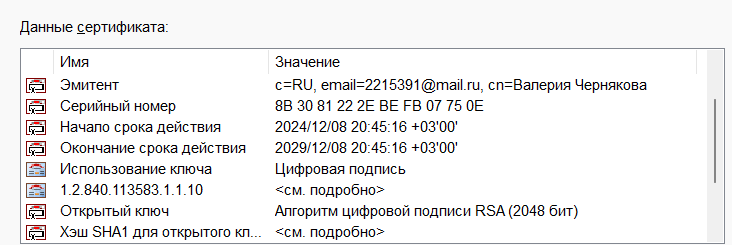 Данные сертификата:
Имя Значение
Эмитент c=RU, email=2215391@mail.ru, cn=Валерия Чернякова
Серийный номер 8B 30 81 22 2E BE FB 07 75 0E
Начало срока действия 2024/12/08 20:45:16 +03'00'
Окончание срока действия 2029/12/08 20:45:16 +03'00'
Использование ключа Цифровая подпись
1.2.840.113583.1.1.10 <см. подробно>
Открытый ключ Алгоритм цифровой подписи RSA (2048 бит)
Хэш SHA1 для открытого кл... <см. подробно>